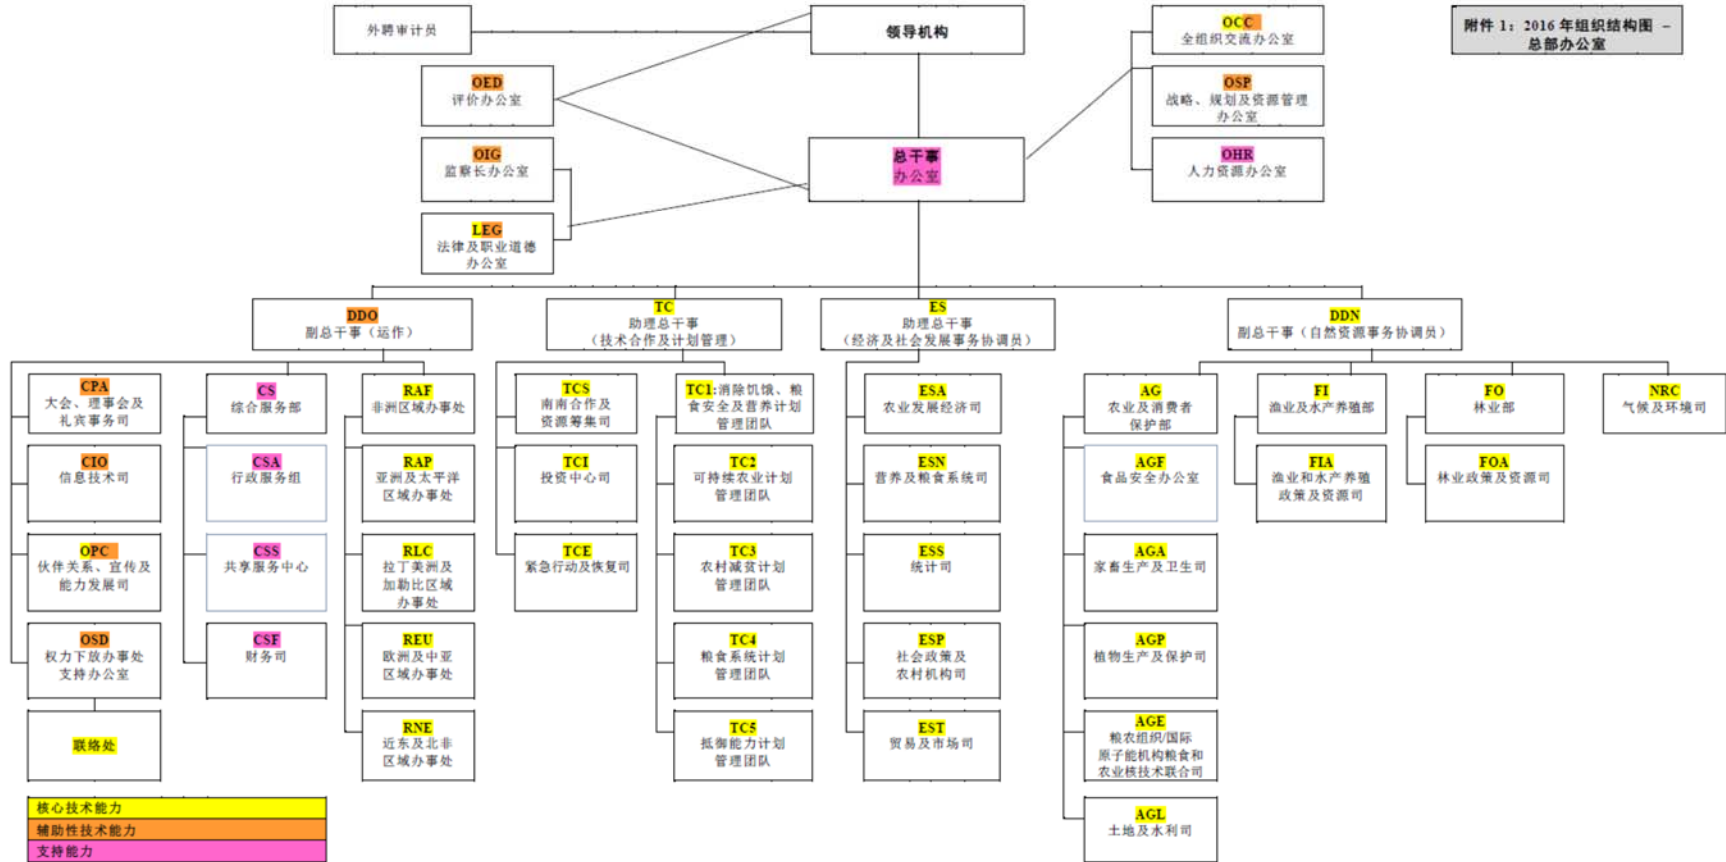 外聘审计员
领导机构
OCC
全组织交流办公室
附件 1：2016 年组织结构图 –
总部办公室
OED
评价办公室
OSP
战略、规划及资源管理
办公室
OIG
监察长办公室
总干事
办公室
OHR
人力资源办公室
LEG
法律及职业道德
办公室
DDO
副总干事（运作）
TC
助理总干事
（技术合作及计划管理）
ES
助理总干事
（经济及社会发展事务协调员）
DDN
副总干事（自然资源事务协调员）
CPA
大会、理事会及
礼宾事务司
CIO
信息技术司
OPC
伙伴关系、宣传及
能力发展司
OSD
权力下放办事处
支持办公室
联络处
CS
综合服务部
CSA
行政服务组
CSS
共享服务中心
CSF
财务司
RAF
非洲区域办事处
RAP
亚洲及太平洋
区域办事处
RLC
拉丁美洲及
加勒比区域
办事处
REU
欧洲及中亚
区域办事处
RNE
近东及北非
区域办事处
TCS
南南合作及
资源筹集司
TCI
投资中心司
TCE
紧急行动及恢复司
TC1:消除饥饿、粮
食安全及营养计划
管理团队
TC2
可持续农业计划
管理团队
TC3
农村减贫计划
管理团队
TC4
粮食系统计划
管理团队
TC5
抵御能力计划
管理团队
ESA
农业发展经济司
ESN
营养及粮食系统司
ESS
统计司
ESP
社会政策及
农村机构司
EST
贸易及市场司
AG
农业及消费者
保护部
AGF
食品安全办公室
AGA
家畜生产及卫生司
AGP
植物生产及保护司
AGE
粮农组织/国际
原子能机构粮食和
农业核技术联合司
AGL
土地及水利司
FI
渔业及水产养殖部
FIA
渔业和水产养殖
政策及资源司
FO
林业部
FOA
林业政策及资源司
NRC
气候及环境司
核心技术能力
辅助性技术能力
支持能力